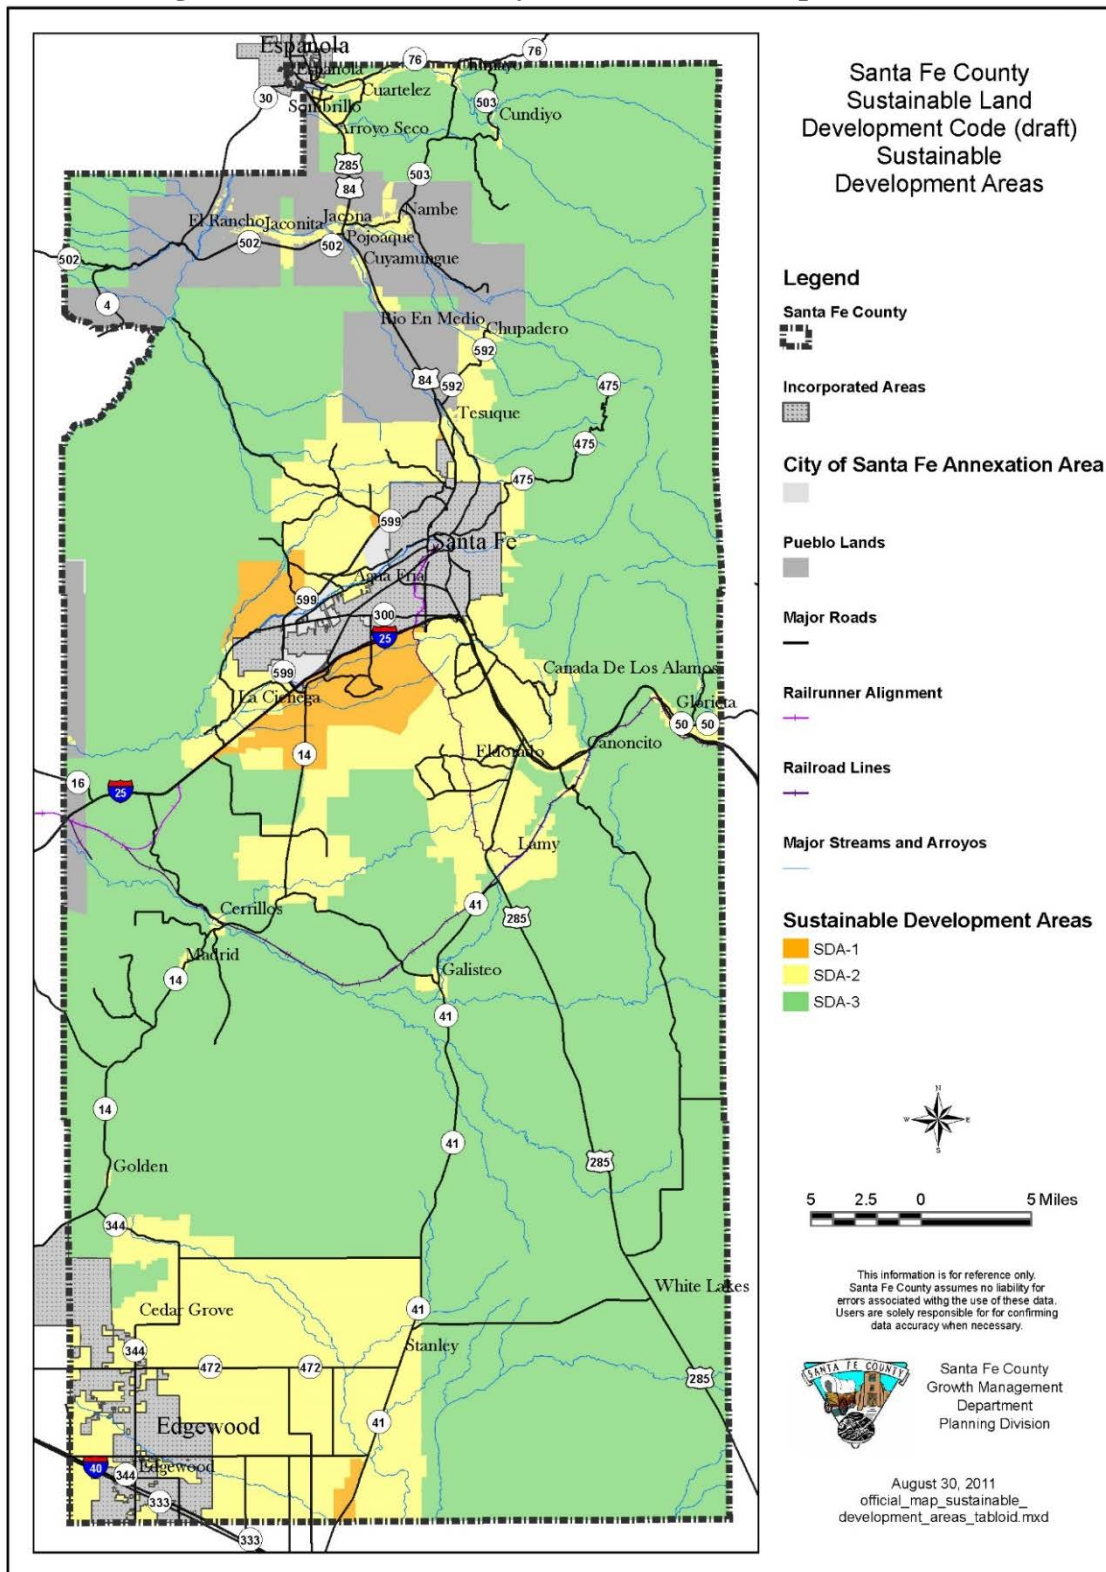 Santa Fe County
Sustainable Land
Development Code (draft)
Sustainable
Development Areas
Legend
Santa Fe County
Incorporated Areas
City of Santa Fe Annexation Area
Pueblo Lands
Major Roads
Railrunner Alignment
Railroad Lines
Major Streams and Arroyos
Sustainable Development Areas
SDA-1
SDA-2
SDA-3
N
W E
S
5 2.5 0 5 Miles
This information is for reference only.
Santa Fe County assumes no liability for
errors associated withg the use of these data.
Users are solely responsible for for confirming
data accuracy when necessary.
SANTA FE COUNTY
Santa Fe County
Growth Management
Department
Planning Division
August 30, 2011
official_map_sustainable_
development_areas_tabloid.mxd
Espanola
76
76
Espanola
30
Cuartelez
Sombrillo
503
Cundiyo
Arroyo Seco
285
503
84
Nambe
El Rancho
Jaconita
Jacona
502
502
Pojoaque
502
Cuyamungue
4
Rio En Medio
Chupadero
592
84
592
475
Tesuque
475
475
599
Santa Fe
Agua Fria
599
300
25
599
Canada De Los Alamos
La Cienega
Glorieta
50
50
14
Eldorado
Canoncito
16
25
Lamy
41
285
Cerrillos
Madrid
14
Galisteo
41
14
41
285
Golden
344
White Lakes
Cedar Grove
41
344
Stanley
472
472
285
Edgewood
41
40
344
Edgewood
333
333